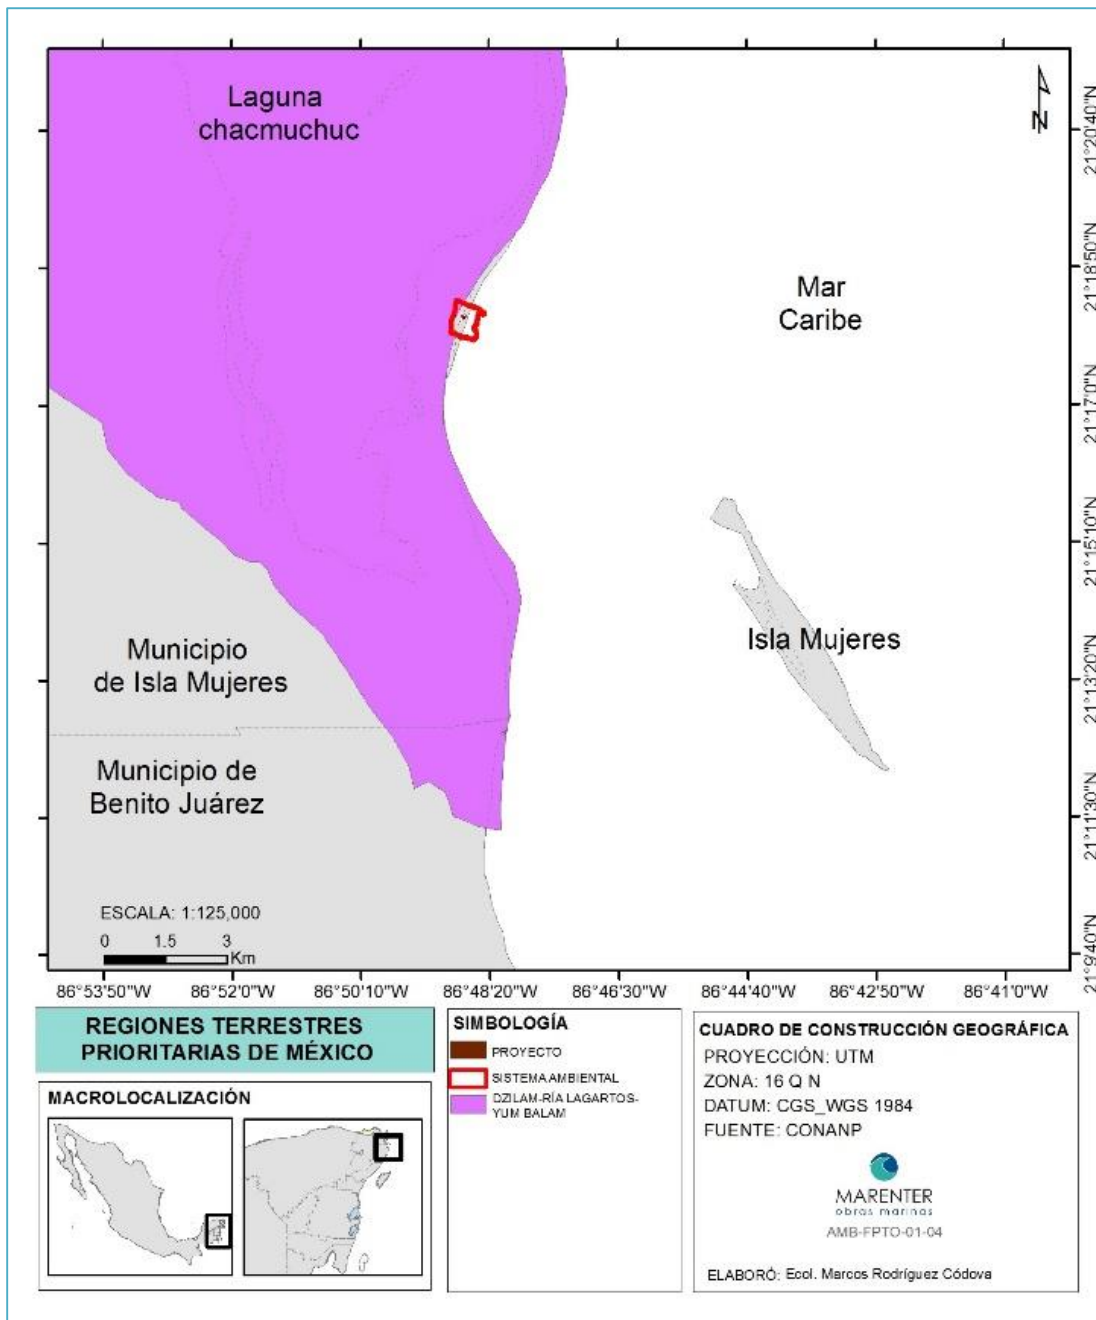 Laguna
chacmuchuc
N
21°20'40"N
21°18'50"N
Mar
Caribe
21°17'0"N
21°15'10"N
Isla Mujeres
Municipio
de Isla Mujeres
21°13'20"N
Municipio de
Benito Juárez
21°11'30"N
ESCALA: 1:125,000
0 1.5 3
Km
21°9'40"N
86°53'50"W 86°52'0"W 86°50'10"W 86°48'20"W 86°46'30"W 86°44'40"W 86°42'50"W 86°41'0"W
REGIONES TERRESTRES
PRIORITARIAS DE MÉXICO
MACROLOCALIZACIÓN
SIMBOLOGÍA
PROYECTO
SISTEMA AMBIENTAL
DZILAM-RÍA LAGARTOS-
YUM BALAM
CUADRO DE CONSTRUCCIÓN GEOGRÁFICA
PROYECCIÓN: UTM
ZONA: 16 Q N
DATUM: CGS_WGS 1984
FUENTE: CONANP
MARENTER
obras marinas
AMB-FPTO-01-04
ELABORÓ: Ecol. Marcos Rodríguez Códova